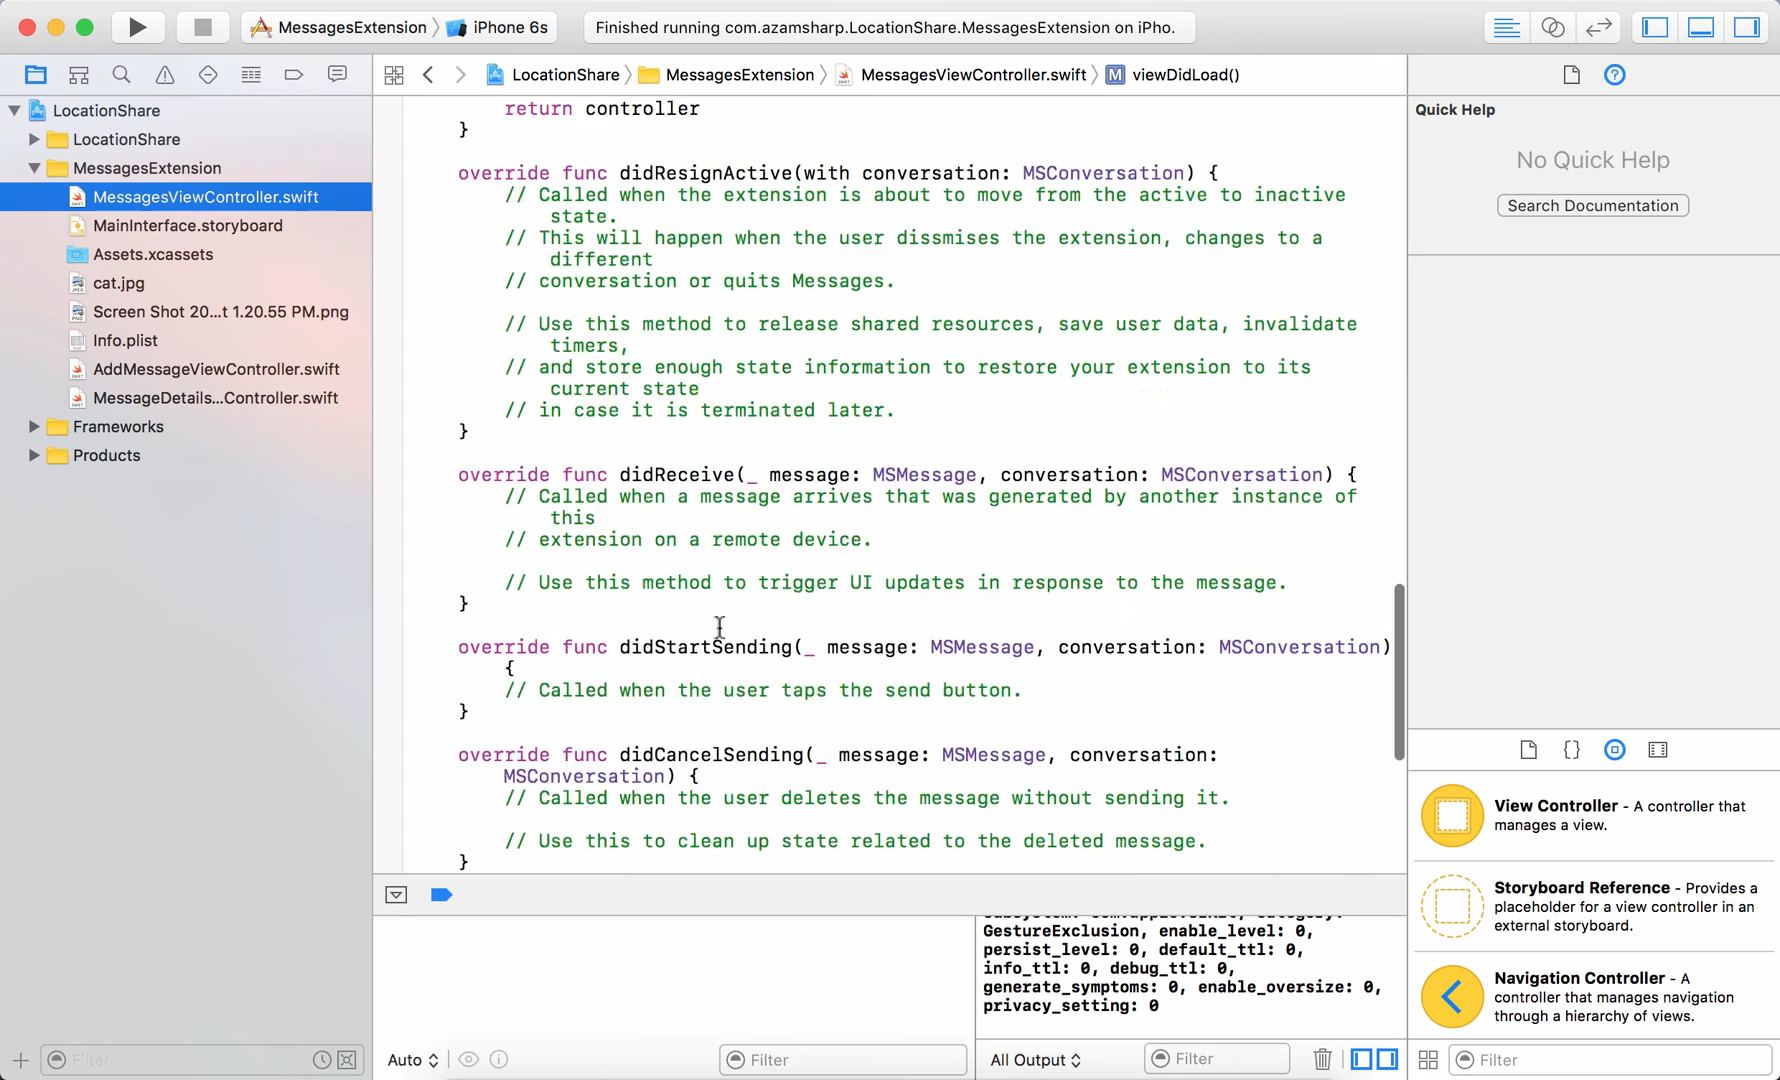 MessagesExtension 〉 iPhone 6s
Finished running com.azamsharp.LocationShare.MessagesExtension on iPho.
LocationShare 〉 MessagesExtension 〉 MessagesViewController.swift 〉 M viewDidLoad()
LocationShare
LocationShare
MessagesExtension
MessagesViewController.swift
MainInterface.storyboard
Assets.xcassets
cat.jpg
Screen Shot 20...t 1.20.55 PM.png
Info.plist
AddMessageViewController.swift
MessageDetails...Controller.swift
Frameworks
Products
Filter
return controller
}
override func didResignActive(with conversation: MSConversation) {
// Called when the extension is about to move from the active to inactive
state.
// This will happen when the user dissmises the extension, changes to a
different
// conversation or quits Messages.
// Use this method to release shared resources, save user data, invalidate
timers,
// and store enough state information to restore your extension to its
current state
// in case it is terminated later.
}
override func didReceive(_ message: MSMessage, conversation: MSConversation) {
// Called when a message arrives that was generated by another instance of
this
// extension on a remote device.
// Use this method to trigger UI updates in response to the message.
}
override func didStartSending(_ message: MSMessage, conversation: MSConversation)
{
// Called when the user taps the send button.
}
override func didCancelSending(_ message: MSMessage, conversation:
MSConversation) {
// Called when the user deletes the message without sending it.
// Use this to clean up state related to the deleted message.
}
GestureExclusion, enable_level: 0,
persist_level: 0, default_ttl: 0,
info_ttl: 0, debug_ttl: 0,
generate_symptoms: 0, enable_oversize: 0,
privacy_setting: 0
Auto
Filter
All Output
Filter
Quick Help
No Quick Help
Search Documentation
View Controller - A controller that
manages a view.
Storyboard Reference - Provides a
placeholder for a view controller in an
external storyboard.
Navigation Controller - A
controller that manages navigation
through a hierarchy of views.
Filter